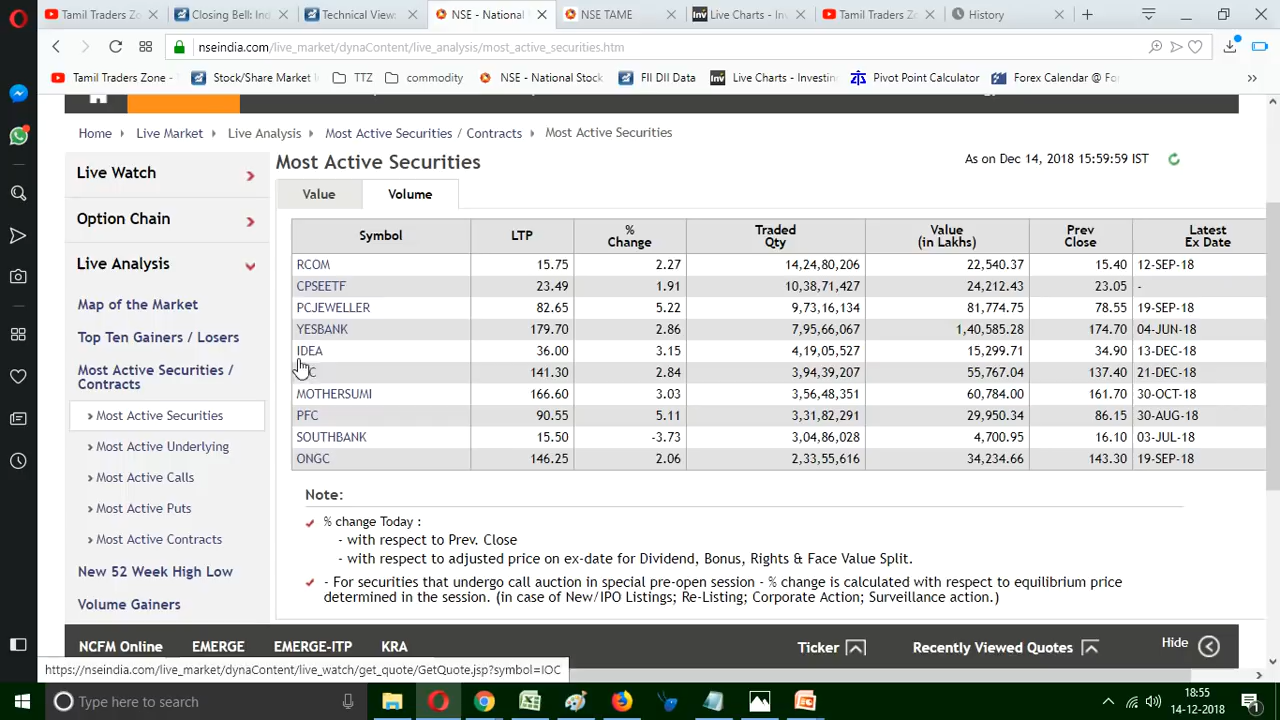 Tamil Traders Zo
Closing Bell: Ind
Technical View:
NSE - National S
NSE TAME
Live Charts - Inv
Tamil Traders Zo
History
nseindia.com/live_market/dynaContent/live_analysis/most_active_securities.htm
Tamil Traders Zone -
Stock/Share Market
TTZ
commodity
NSE - National Stock
FII DII Data
Live Charts - Investin
Pivot Point Calculator
Forex Calendar @ Fo
Home Live Market Live Analysis Most Active Securities / Contracts Most Active Securities
Live Watch
Option Chain
Live Analysis
Map of the Market
Top Ten Gainers / Losers
Most Active Securities /
Contracts
Most Active Securities
Most Active Underlying
Most Active Calls
Most Active Puts
Most Active Contracts
New 52 Week High Low
Volume Gainers
Most Active Securities
As on Dec 14, 2018 15:59:59 IST
Value Volume
Symbol LTP % Change Traded Qty Value (in Lakhs) Prev Close Latest Ex Date
RCOM 15.75 2.27 14,24,80,206 22,540.37 15.40 12-SEP-18
CPSEETF 23.49 1.91 10,38,71,427 24,212.43 23.05 -
PCJEWELLER 82.65 5.22 9,73,16,134 81,774.75 78.55 19-SEP-18
YESBANK 179.70 2.86 7,95,66,067 1,40,585.28 174.70 04-JUN-18
IDEA 36.00 3.15 4,19,05,527 15,299.71 34.90 13-DEC-18
141.30 2.84 3,94,39,207 55,767.04 137.40 21-DEC-18
MOTHERSUMI 166.60 3.03 3,56,48,351 60,784.00 161.70 30-OCT-18
PFC 90.55 5.11 3,31,82,291 29,950.34 86.15 30-AUG-18
SOUTHBANK 15.50 -3.73 3,04,86,028 4,700.95 16.10 03-JUL-18
ONGC 146.25 2.06 2,33,55,616 34,234.66 143.30 19-SEP-18
Note:
% change Today :
- with respect to Prev. Close
- with respect to adjusted price on ex-date for Dividend, Bonus, Rights & Face Value Split.
- For securities that undergo call auction in special pre-open session - % change is calculated with respect to equilibrium price
determined in the session. (in case of New/IPO Listings; Re-Listing; Corporate Action; Surveillance action.)
NCFM Online EMERGE EMERGE-ITP KRA Ticker Recently Viewed Quotes Hide
https://nseindia.com/live_market/dynaContent/live_watch/get_quote/GetQuote.jsp?symbol=IOC
Type here to search
18:55
14-12-2018